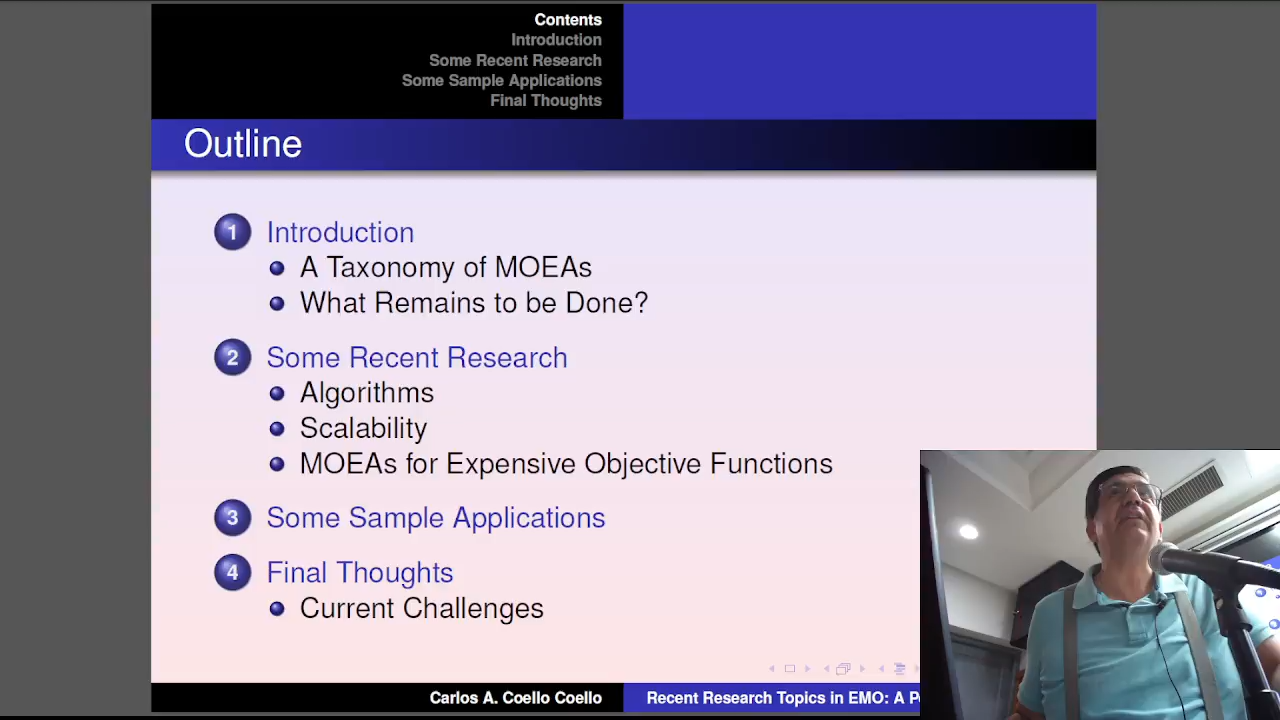 Contents
Introduction
Some Recent Research
Some Sample Applications
Final Thoughts
Outline
1 Introduction
A Taxonomy of MOEAs
What Remains to be Done?
2 Some Recent Research
Algorithms
Scalability
MOEAs for Expensive Objective Functions
3 Some Sample Applications
4 Final Thoughts
Current Challenges
Carlos A. Coello Coello
Recent Research Topics in EMO: A